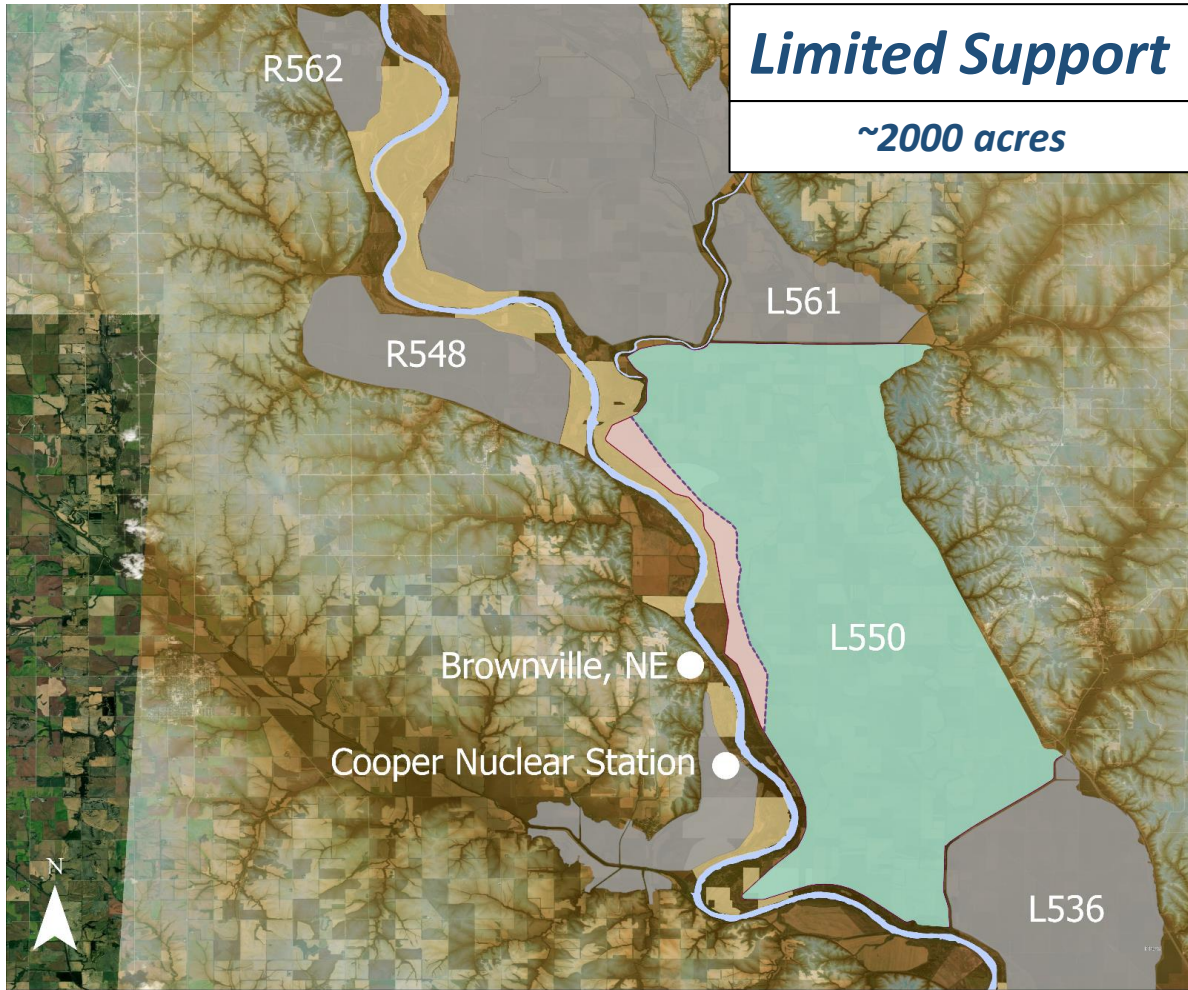 Limited Support
~2000 acres
R562
L561
R548
L550
Brownville, NE
Cooper Nuclear Station
N
L536